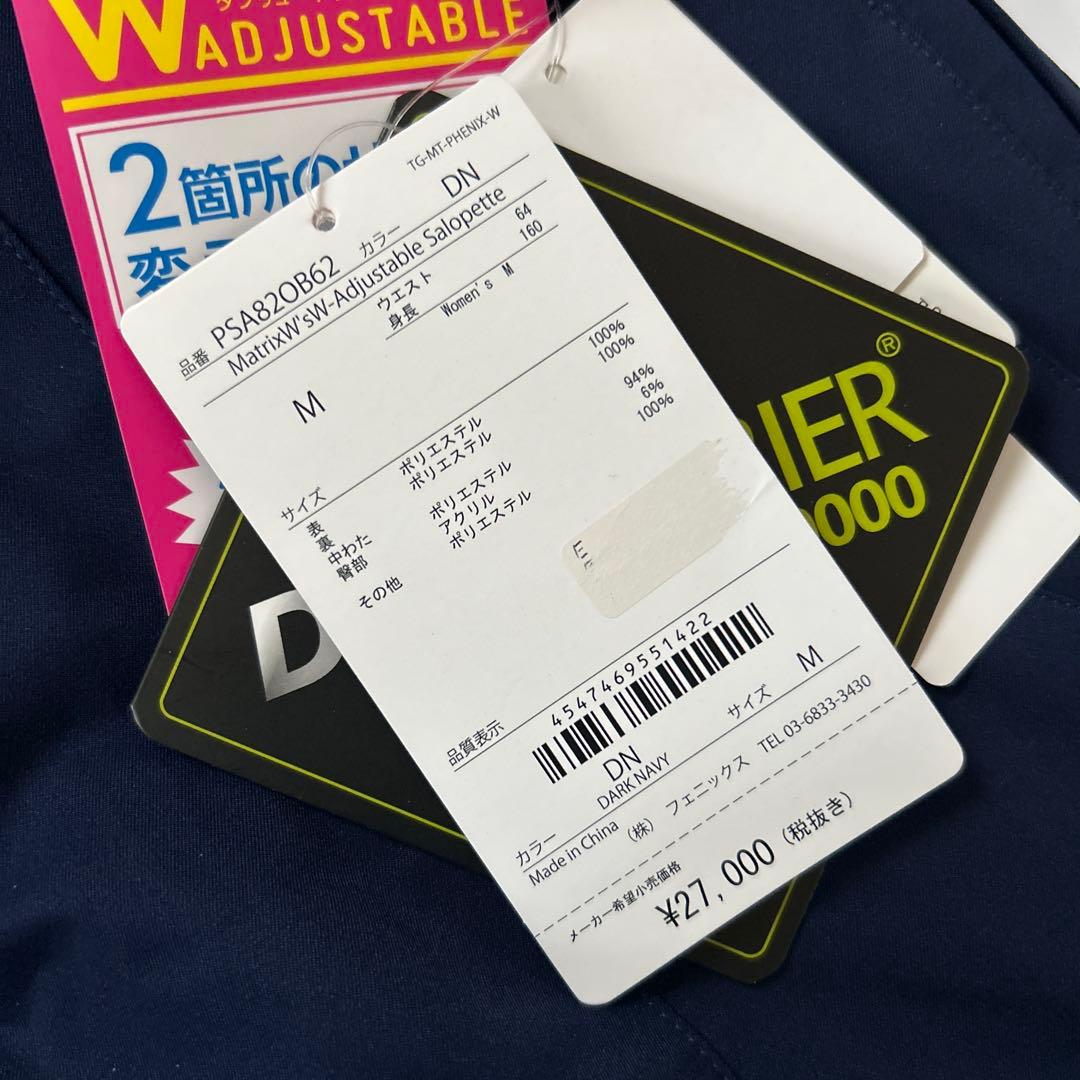 W
ADJUSTABLE
2箇所の
TG-MT-PHENIX-W
品番 PSA82OB62 カラー DN
MatrixW'sW-Adjustable Salopette
ウエスト 64
身長 160
Women's M
サイズ M
表 ポリエステル 100%
裏 ポリエステル 100%
中わた ポリエステル 94%
臀部 アクリル 6%
その他 ポリエステル 100%
品質表示
4547469551422
カラー DN サイズ M
DARK NAVY
Made in China (株) フェニックス TEL 03-6833-3430
メーカー希望小売価格
¥27,000 (税抜き)
IER®
000
D